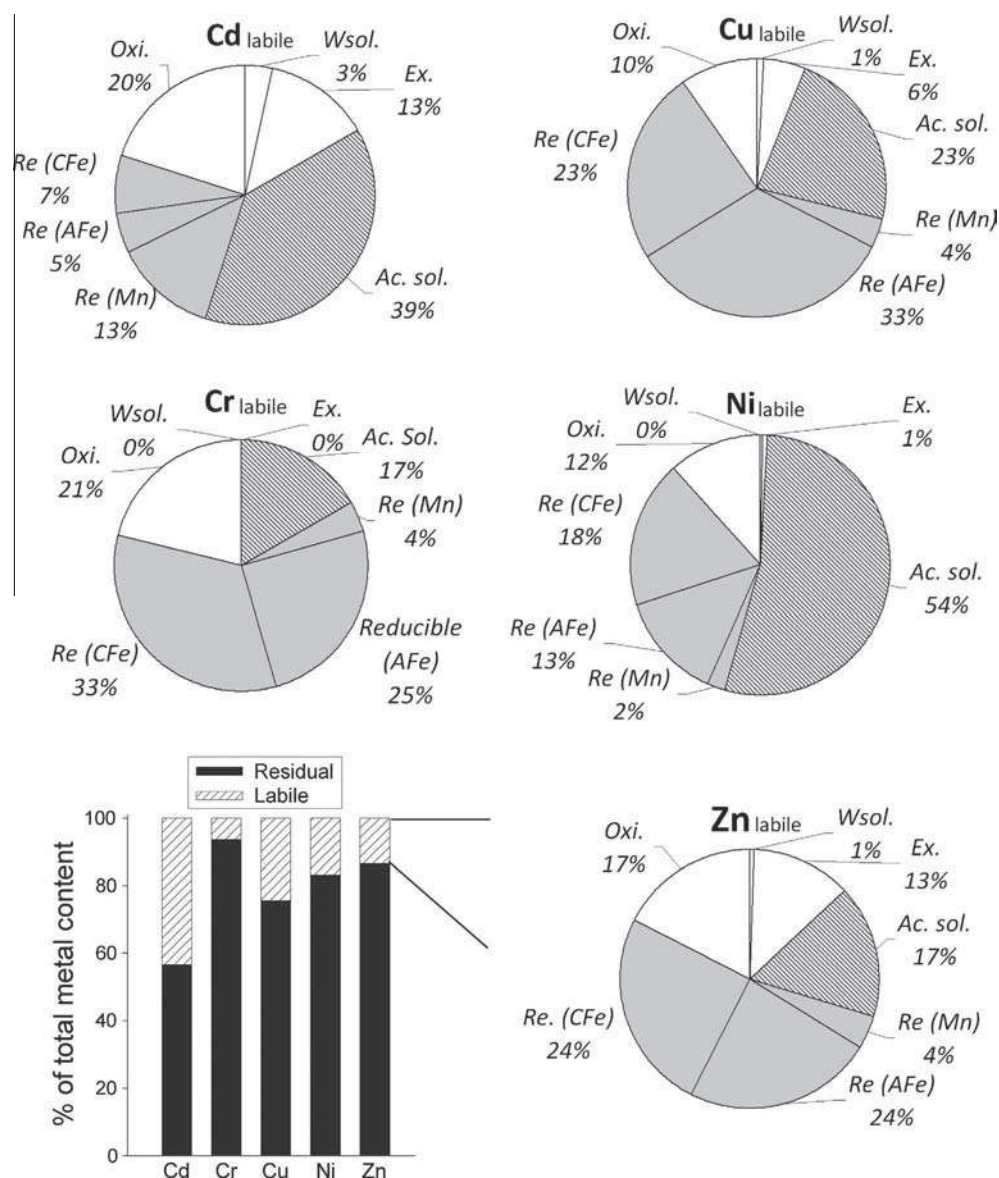 Cd labile
Oxi.
20%
Wsol.
3%
Ex.
13%
Re (CFe)
7%
Re (AFe)
5%
Re (Mn)
13%
Ac. sol.
39%
Cu labile
Oxi.
10%
Wsol.
1%
Ex.
6%
Ac. sol.
23%
Re (CFe)
23%
Re (Mn)
4%
Re (AFe)
33%
Cr labile
Wsol.
0%
Ex.
0%
Oxi.
21%
Ac. Sol.
17%
Re (Mn)
4%
Re (CFe)
33%
Reducible
(AFe)
25%
Ni labile
Wsol.
0%
Ex.
1%
Oxi.
12%
Re (CFe)
18%
Ac. sol.
54%
Re (AFe)
13%
Re (Mn)
2%
Residual
Labile
% of total metal content
100
80
60
40
20
0
Cd Cr Cu Ni Zn
Zn labile
Oxi.
17%
Wsol.
1%
Ex.
13%
Ac. sol.
17%
Re. (CFe)
24%
Re (Mn)
4%
Re (AFe)
24%